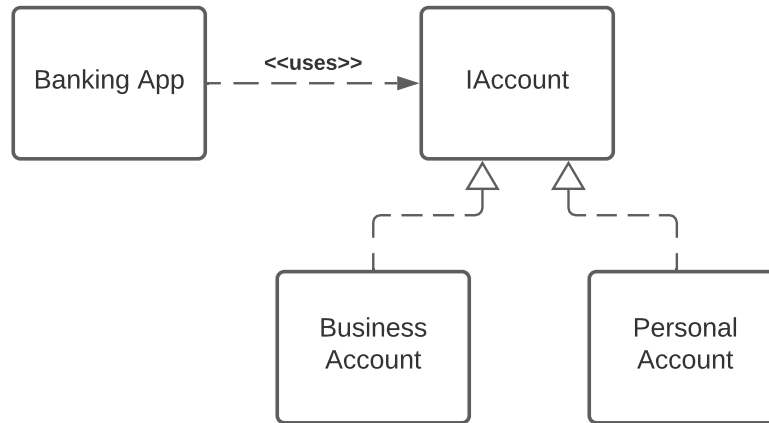 Banking App
<<uses>>
IAccount
Business
Account
Personal
Account